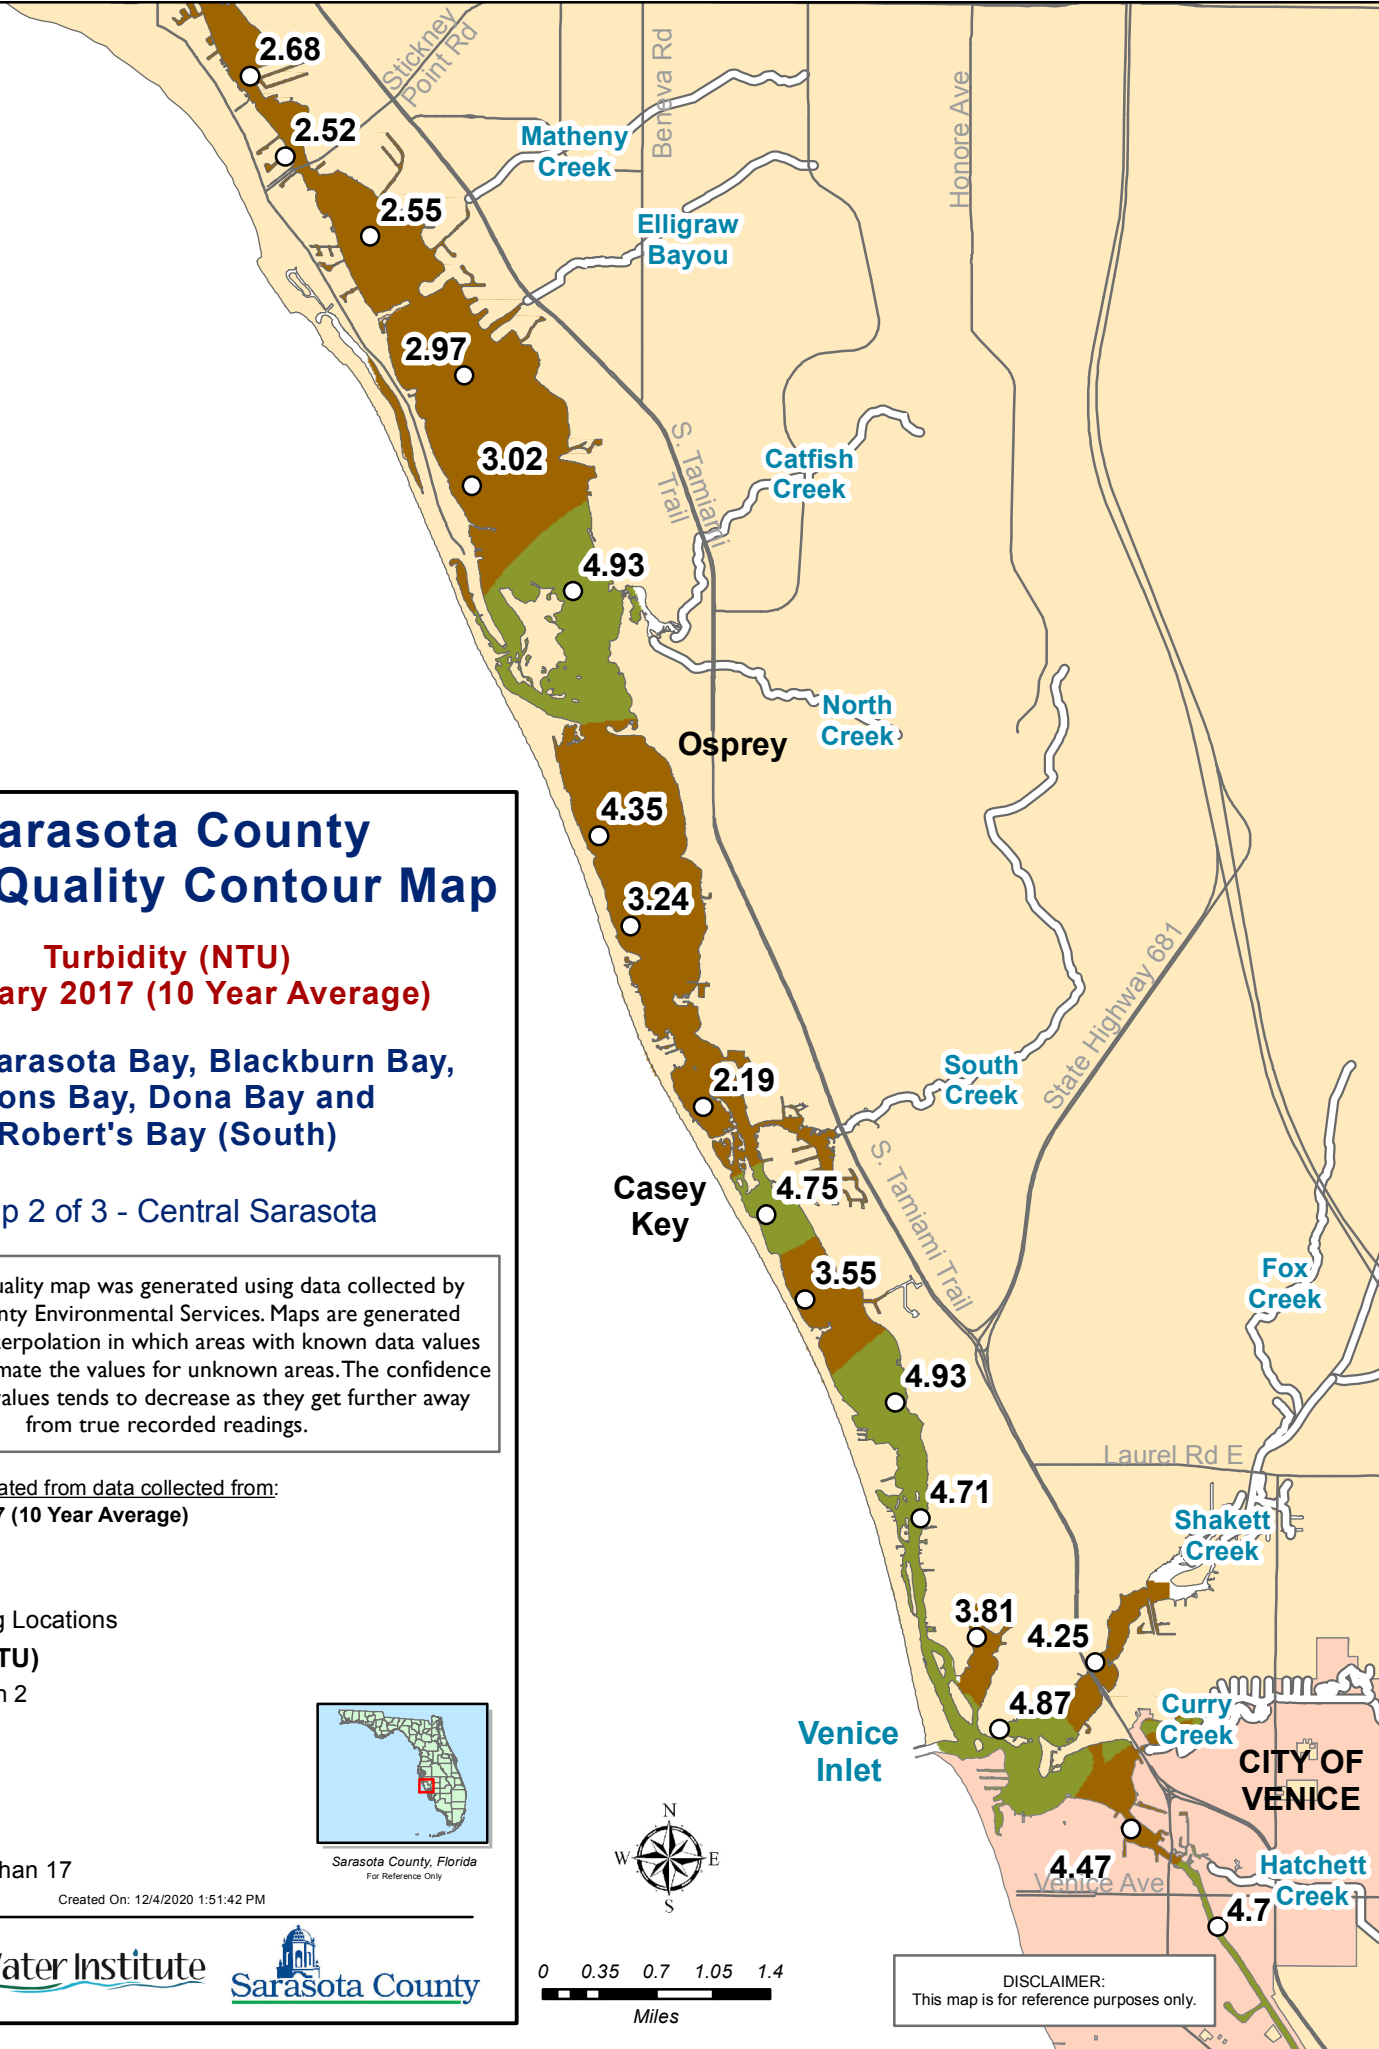 2.68
Stickney
Point Rd
Beneva Rd
Honore Ave
2.52
Matheny
Creek
2.55
Elligraw
Bayou
2.97
3.02
S. Tamiami
Trail
Catfish
Creek
4.93
North
Creek
Osprey
4.35
3.24
State Highway 681
2.19
South
Creek
Casey
Key
4.75
S. Tamiami Trail
3.55
Fox
Creek
4.93
Laurel Rd E
4.71
Shakett
Creek
3.81
4.25
4.87
Curry
Creek
Venice
Inlet
CITY OF
VENICE
4.47
Venice Ave
Hatchett
Creek
4.7
arasota County
Quality Contour Map
Turbidity (NTU)
ary 2017 (10 Year Average)
arasota Bay, Blackburn Bay,
ons Bay, Dona Bay and
Robert's Bay (South)
p 2 of 3 - Central Sarasota
uality map was generated using data collected by
nty Environmental Services. Maps are generated
terpolation in which areas with known data values
mate the values for unknown areas. The confidence
values tends to decrease as they get further away
from true recorded readings.
ated from data collected from:
7 (10 Year Average)
g Locations
TU)
n 2
han 17
Sarasota County, Florida
For Reference Only
Created On: 12/4/2020 1:51:42 PM
Water Institute
Sarasota County
N
W E
S
0 0.35 0.7 1.05 1.4
Miles
DISCLAIMER:
This map is for reference purposes only.